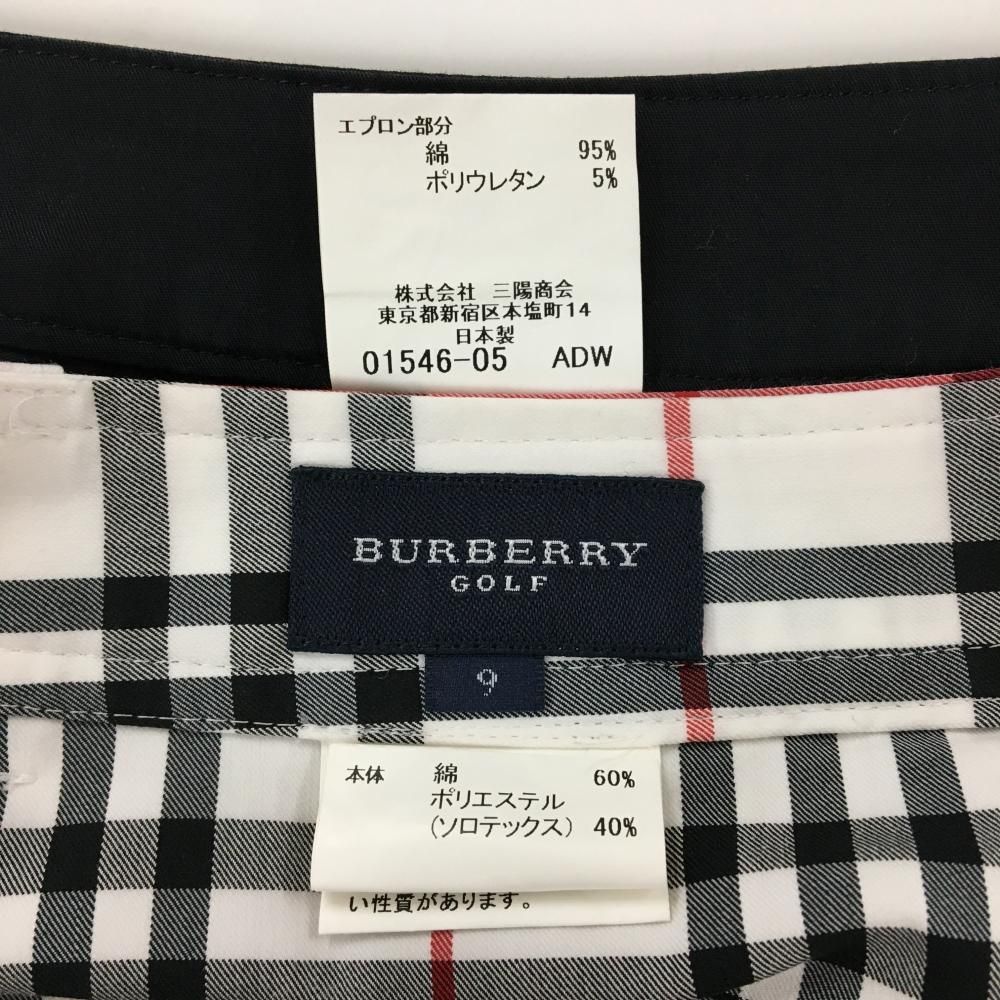 エプロン部分
綿 95%
ポリウレタン 5%
株式会社 三陽商会
東京都新宿区本塩町14
日本製
01546-05 ADW
BURBERRY
GOLF
9
本体 綿 60%
ポリエステル
(ソロテックス) 40%
い性質があります。